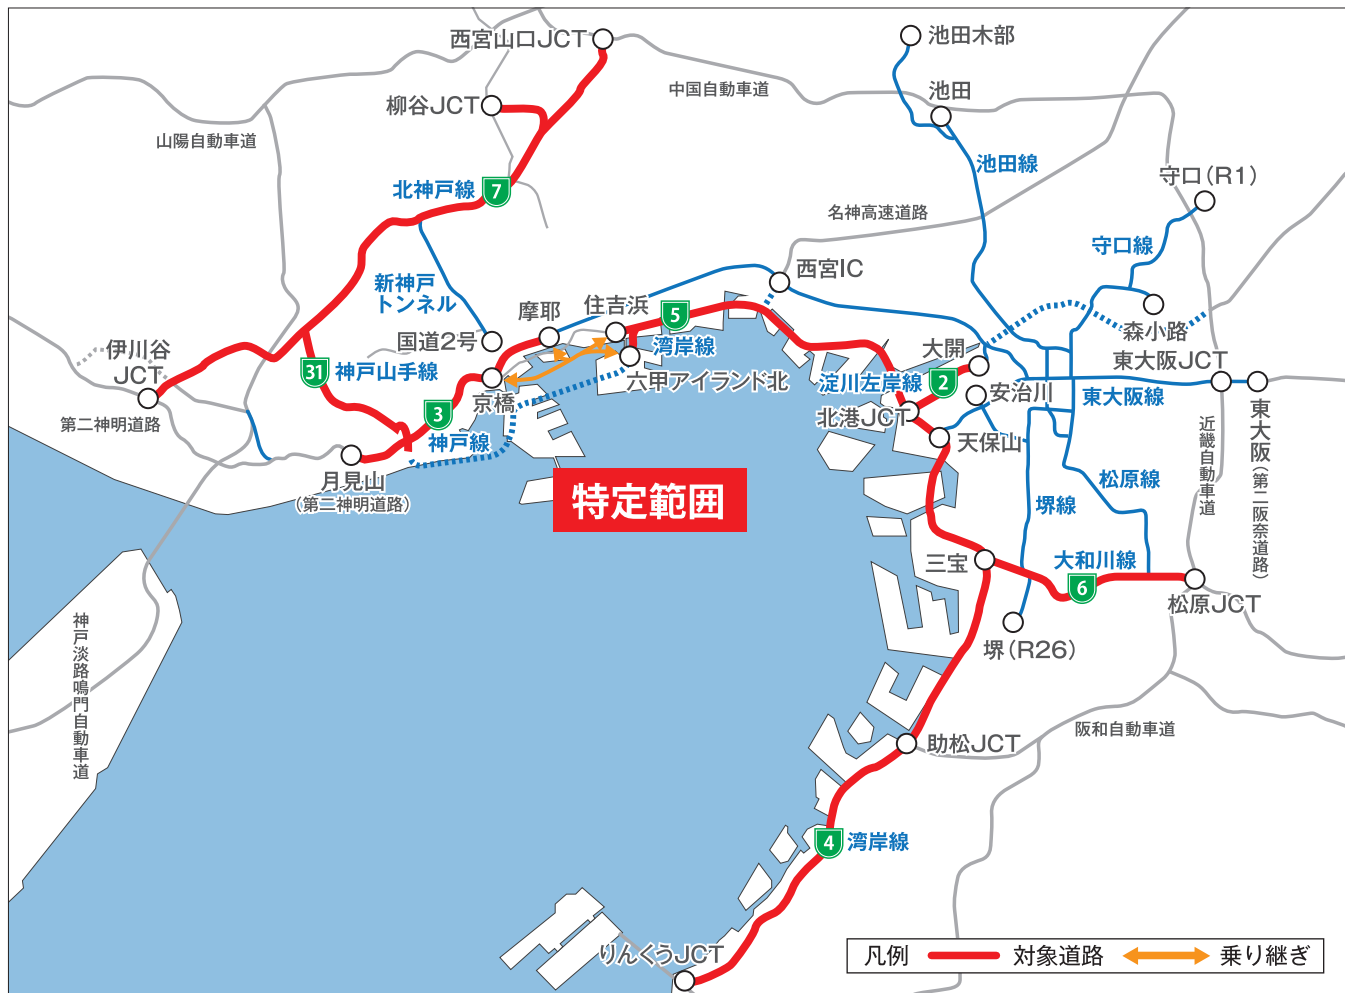 西宮山口JCT
池田木部
中国自動車道
柳谷JCT
池田
山陽自動車道
池田線
守口（R1）
北神戸線
7
名神高速道路
守口線
西宮IC
新神戸
トンネル
摩耶
住吉浜
5
森小路
国道2号
湾岸線
大開
東大阪JCT
伊川谷
JCT
31
神戸山手線
六甲アイランド北
淀川左岸線
2
安治川
東大阪線
京橋
北港JCT
3
第二神明道路
神戸線
天保山
近畿自動車道
東大阪（第二阪奈道路）
月見山
（第二神明道路）
松原線
特定範囲
堺線
三宝
大和川線
6
松原JCT
神戸淡路鳴門自動車道
堺（R26）
助松JCT
阪和自動車道
4
湾岸線
りんくうJCT
凡例
対象道路
乗り継ぎ